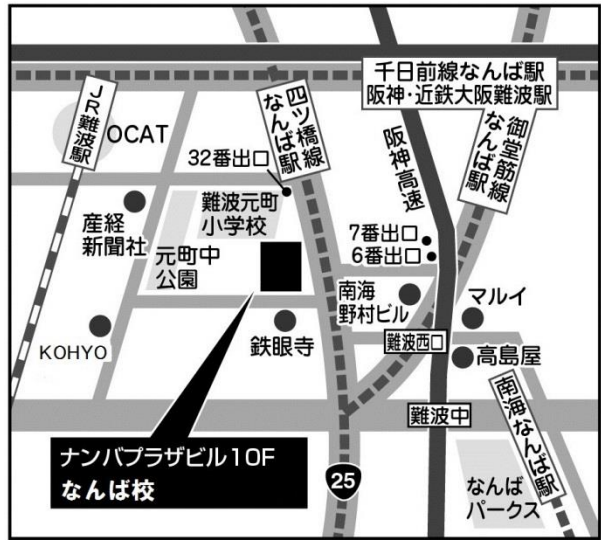 千日前線なんば駅
阪神・近鉄大阪難波駅
JR難波駅
OCAT
四ツ橋線
なんば駅
阪神高速
御堂筋線
なんば駅
32番出口
産経
新聞社
難波元町
小学校
元町中
公園
7番出口
6番出口
南海
野村ビル
マルイ
KOHYO
鉄眼寺
難波西口
高島屋
難波中
南海なんば駅
ナンバプラザビル10F
なんば校
25
なんば
パークス